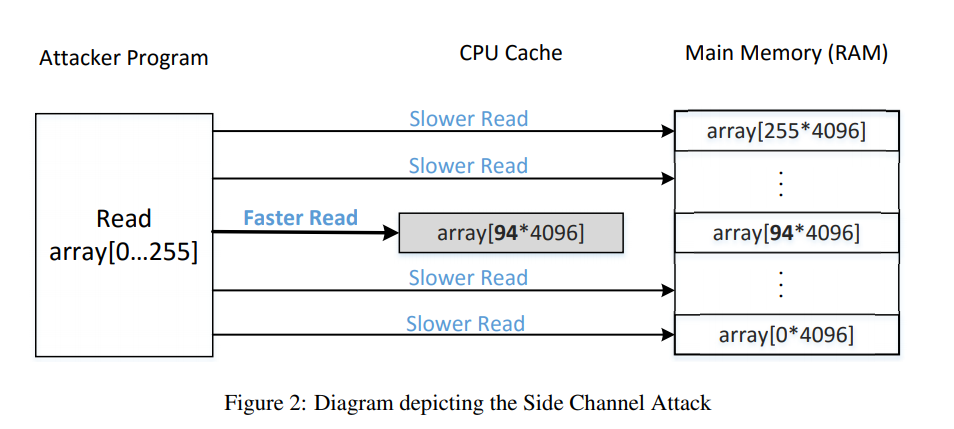 Attacker Program
CPU Cache
Main Memory (RAM)
Slower Read
array[255*4096]
Slower Read
⋮
Read
array[0...255]
Faster Read
array[94*4096]
array[94*4096]
Slower Read
⋮
Slower Read
array[0*4096]
Figure 2: Diagram depicting the Side Channel Attack